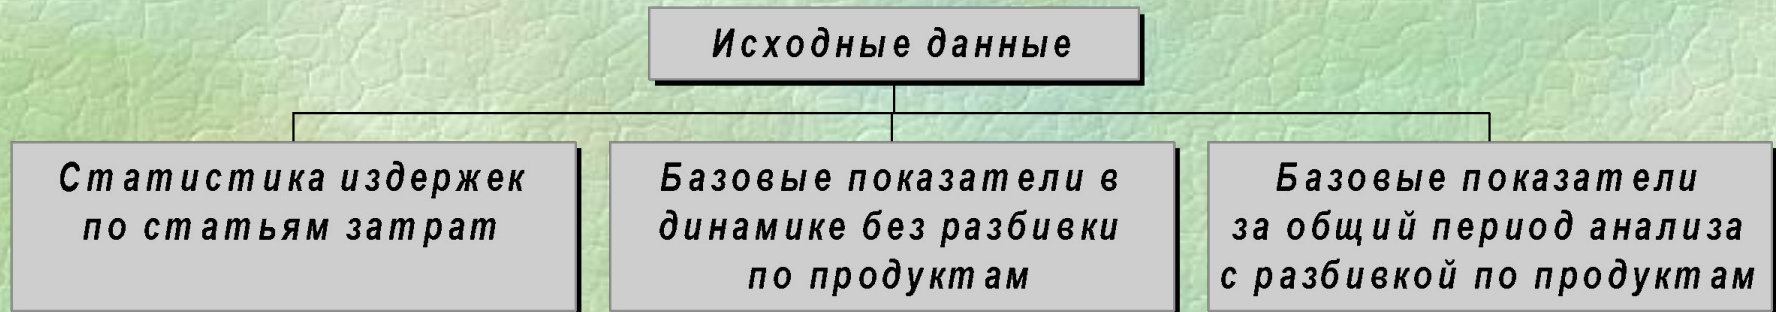 Исходные данные
Статистика издержек
по статьям затрат
Базовые показатели в
динамике без разбивки
по продуктам
Базовые показатели
за общий период анализа
с разбивкой по продуктам